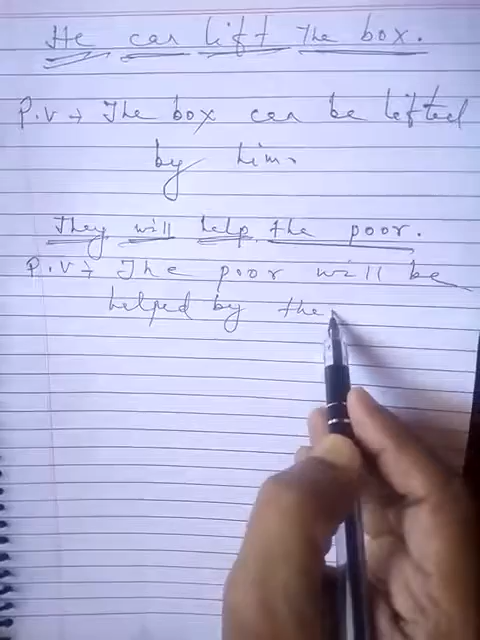 He can lift the box.
P.V → The box can be lifted
by him.
They will help the poor.
P.V → The poor will be
helped by the